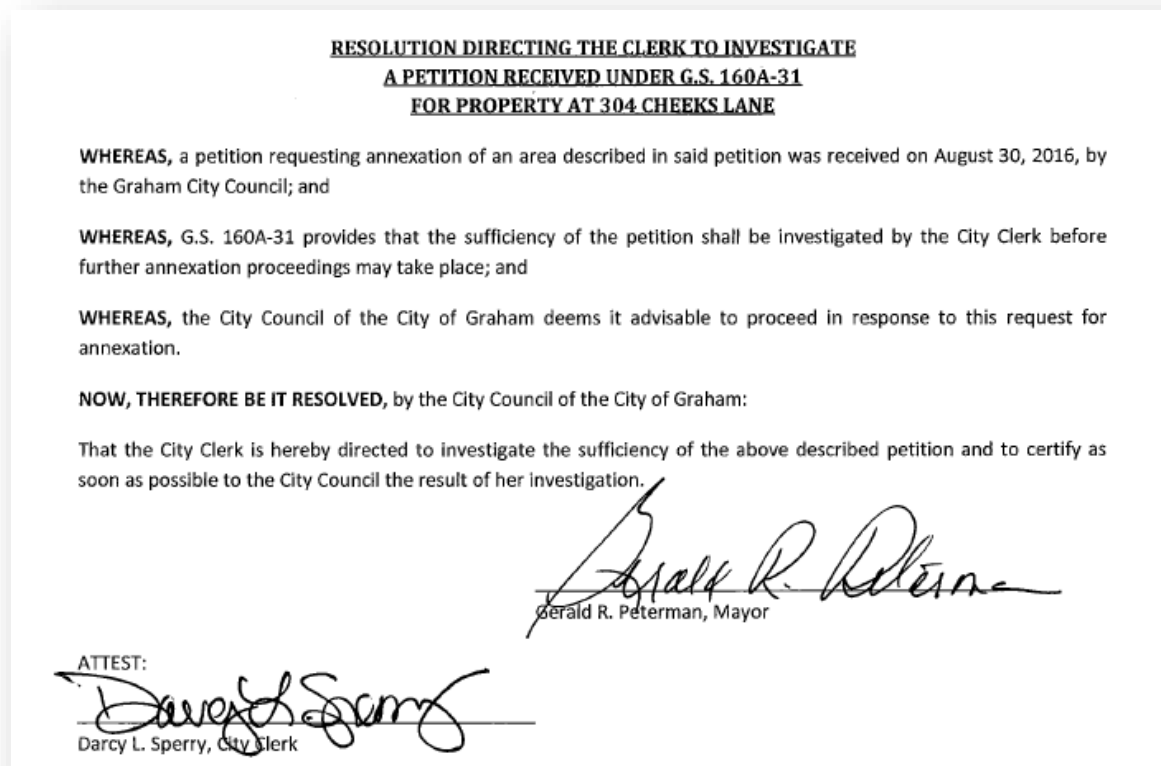 RESOLUTION DIRECTING THE CLERK TO INVESTIGATE
A PETITION RECEIVED UNDER G.S. 160A-31
FOR PROPERTY AT 304 CHEEKS LANE
WHEREAS, a petition requesting annexation of an area described in said petition was received on August 30, 2016, by
the Graham City Council; and
WHEREAS, G.S. 160A-31 provides that the sufficiency of the petition shall be investigated by the City Clerk before
further annexation proceedings may take place; and
WHEREAS, the City Council of the City of Graham deems it advisable to proceed in response to this request for
annexation.
NOW, THEREFORE BE IT RESOLVED, by the City Council of the City of Graham:
That the City Clerk is hereby directed to investigate the sufficiency of the above described petition and to certify as
soon as possible to the City Council the result of her investigation.
Gerald R. Peterman
Gerald R. Peterman, Mayor
ATTEST:
Darcy L Sperry
Darcy L. Sperry, City Clerk